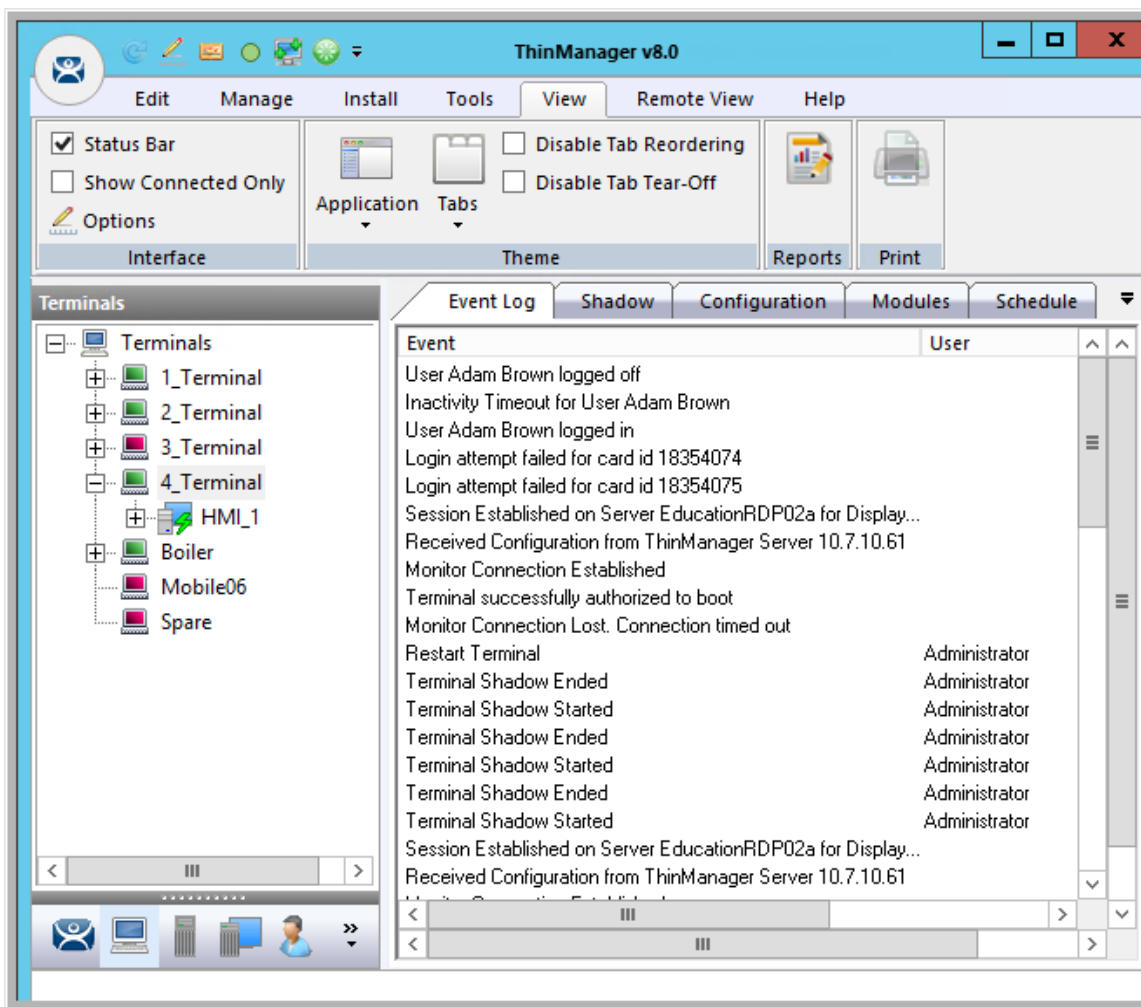 ThinManager v8.0
Edit Manage Install Tools View Remote View Help
Status Bar
Show Connected Only
Options
Interface
Application
Tabs
Disable Tab Reordering
Disable Tab Tear-Off
Theme
Reports
Print
Terminals
Terminals
1_Terminal
2_Terminal
3_Terminal
4_Terminal
HMI_1
Boiler
Mobile06
Spare
Event Log Shadow Configuration Modules Schedule
Event User
User Adam Brown logged off
Inactivity Timeout for User Adam Brown
User Adam Brown logged in
Login attempt failed for card id 18354074
Login attempt failed for card id 18354075
Session Established on Server EducationRDP02a for Display...
Received Configuration from ThinManager Server 10.7.10.61
Monitor Connection Established
Terminal successfully authorized to boot
Monitor Connection Lost. Connection timed out
Restart Terminal Administrator
Terminal Shadow Ended Administrator
Terminal Shadow Started Administrator
Terminal Shadow Ended Administrator
Terminal Shadow Started Administrator
Terminal Shadow Ended Administrator
Terminal Shadow Started Administrator
Session Established on Server EducationRDP02a for Display...
Received Configuration from ThinManager Server 10.7.10.61